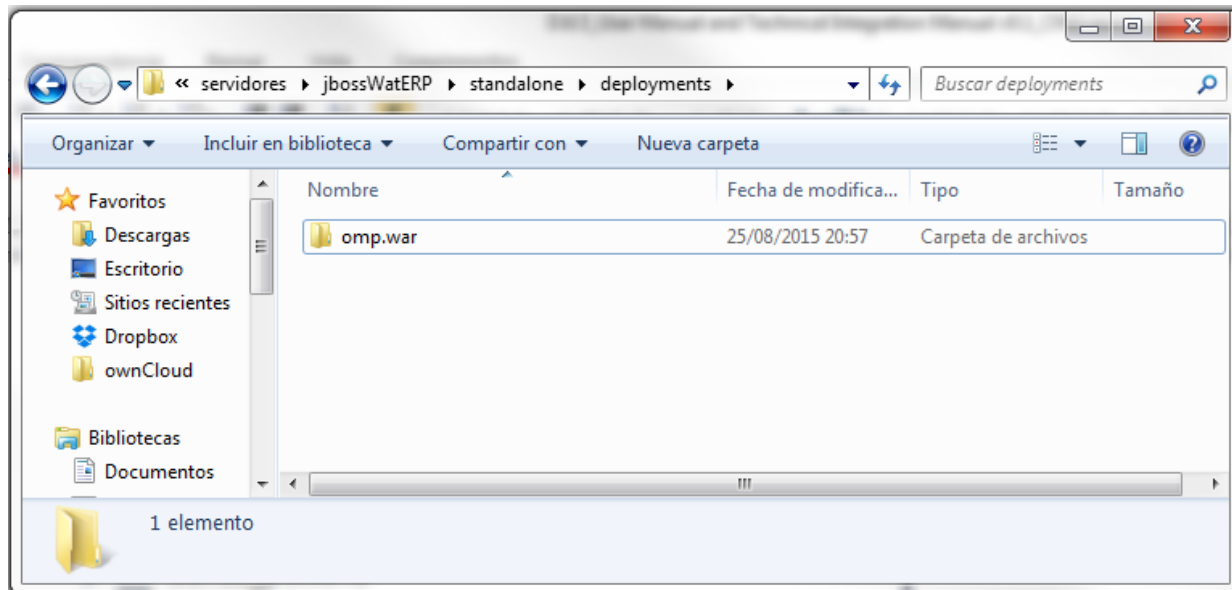 « servidores jbossWatERP standalone deployments Buscar deployments
Organizar Incluir en biblioteca Compartir con Nueva carpeta
Nombre Fecha de modifica... Tipo Tamaño
Favoritos
omp.war 25/08/2015 20:57 Carpeta de archivos
Descargas
Escritorio
Sitios recientes
Dropbox
ownCloud
Bibliotecas
Documentos
1 elemento